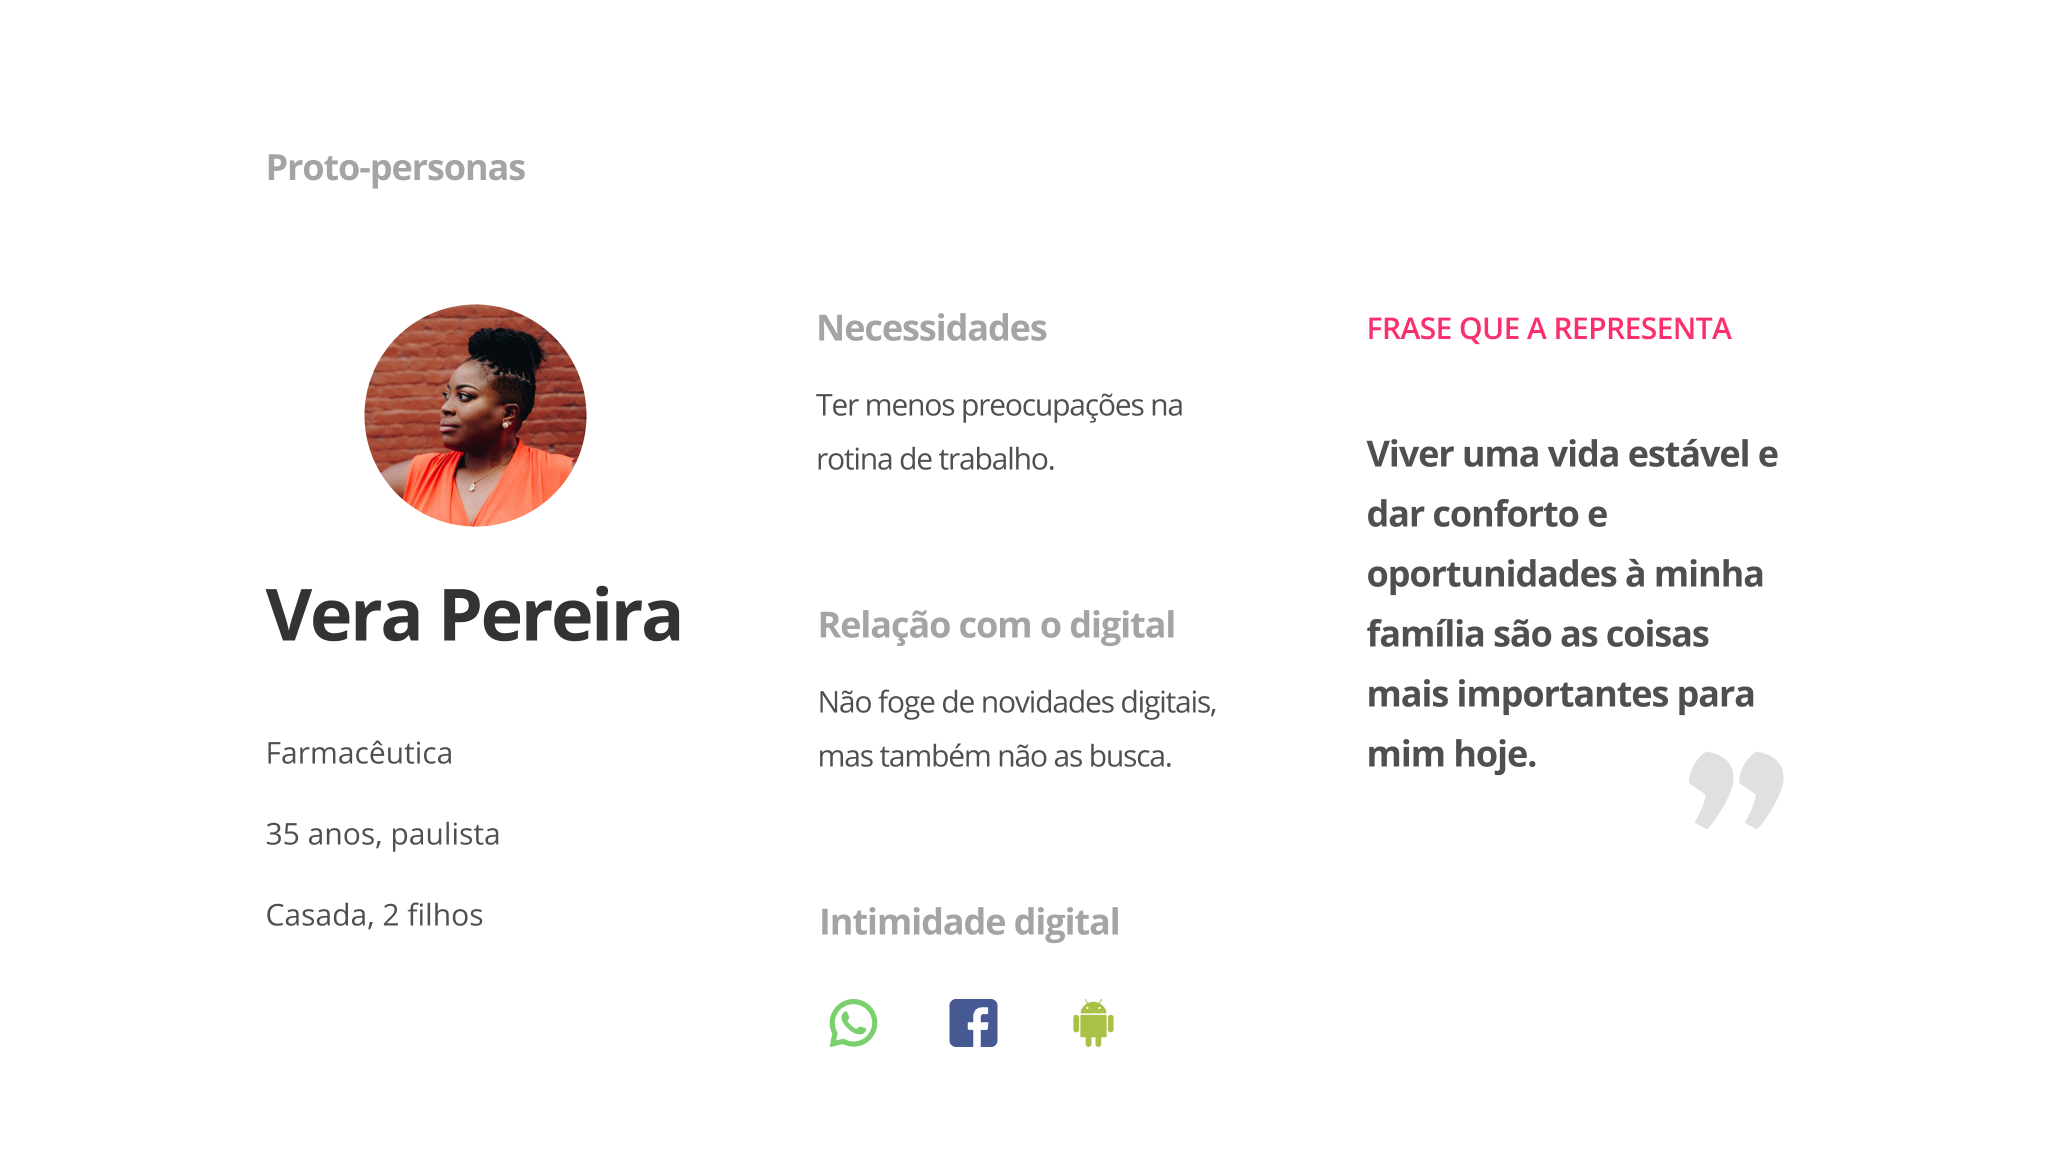 Proto-personas
Vera Pereira
Farmacêutica
35 anos, paulista
Casada, 2 filhos
Necessidades
Ter menos preocupações na
rotina de trabalho.
Relação com o digital
Não foge de novidades digitais,
mas também não as busca.
Intimidade digital
FRASE QUE A REPRESENTA
Viver uma vida estável e
dar conforto e
oportunidades à minha
família são as coisas
mais importantes para
mim hoje.
”